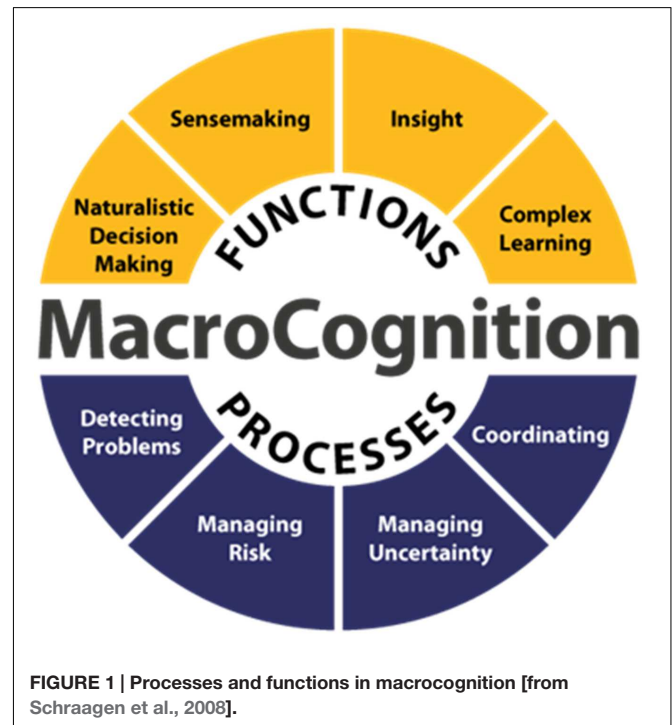 Sensemaking
Insight
Naturalistic
Decision
Making
Complex
Learning
FUNCTIONS
MacroCognition
PROCESSES
Detecting
Problems
Coordinating
Managing
Risk
Managing
Uncertainty
FIGURE 1 | Processes and functions in macrocognition [from
Schraagen et al., 2008].